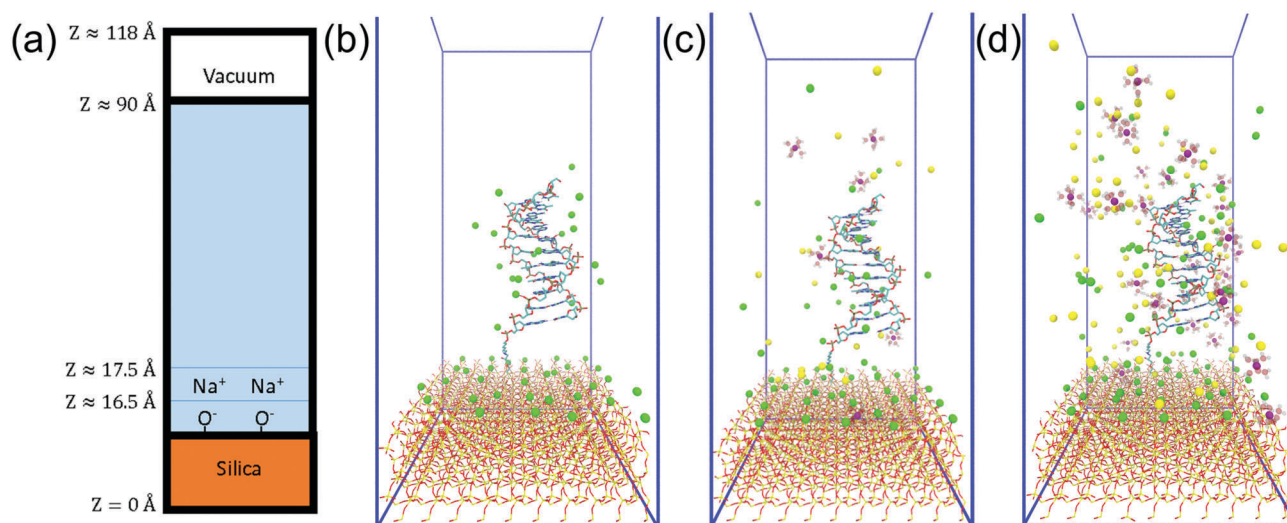 (a)
Z ≈ 118 Å
Vacuum
Z ≈ 90 Å
Z ≈ 17.5 Å
Na⁺ Na⁺
Z ≈ 16.5 Å
O⁻ O⁻
Silica
Z = 0 Å
(b)
(c)
(d)